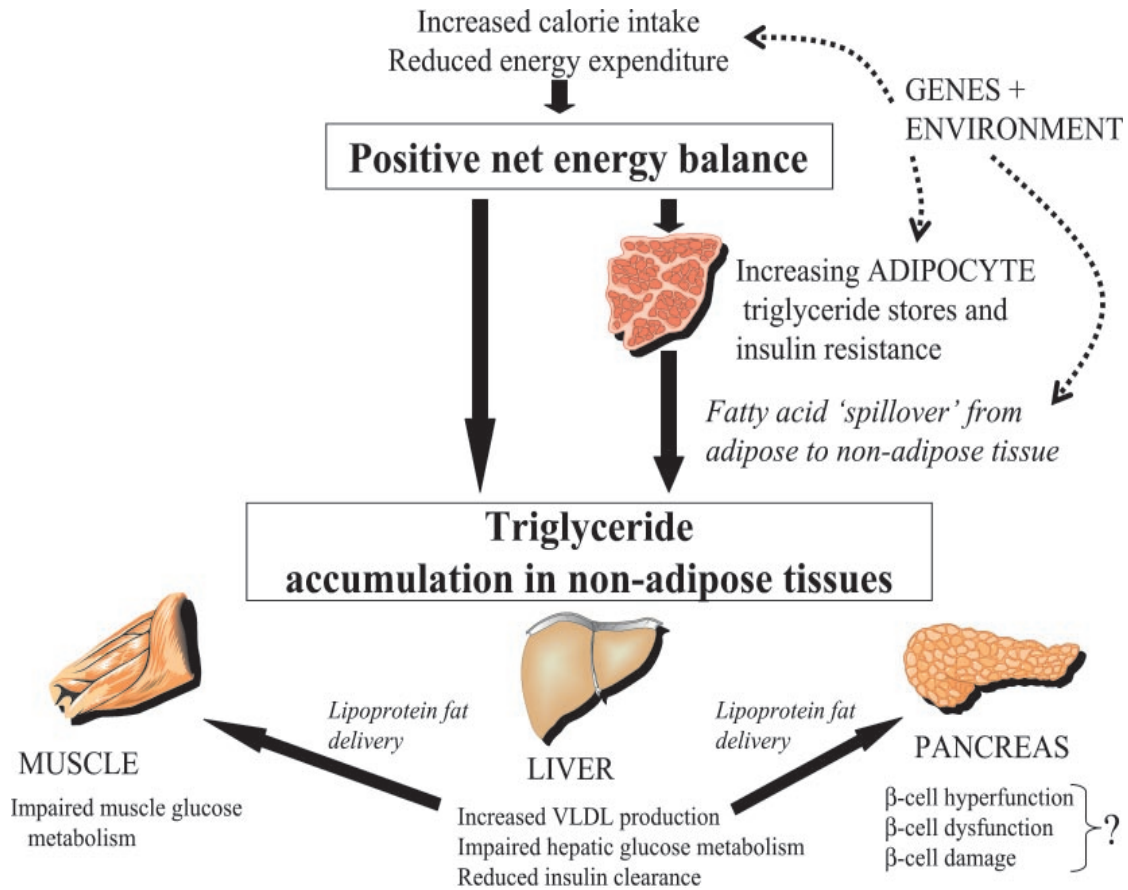 Increased calorie intake
Reduced energy expenditure
GENES +
ENVIRONMENT
Positive net energy balance
Increasing ADIPOCYTE
triglyceride stores and
insulin resistance
Fatty acid ‘spillover’ from
adipose to non-adipose tissue
Triglyceride
accumulation in non-adipose tissues
Lipoprotein fat
delivery
Lipoprotein fat
delivery
MUSCLE
Impaired muscle glucose
metabolism
LIVER
Increased VLDL production
Impaired hepatic glucose metabolism
Reduced insulin clearance
PANCREAS
β-cell hyperfunction
β-cell dysfunction
β-cell damage
?